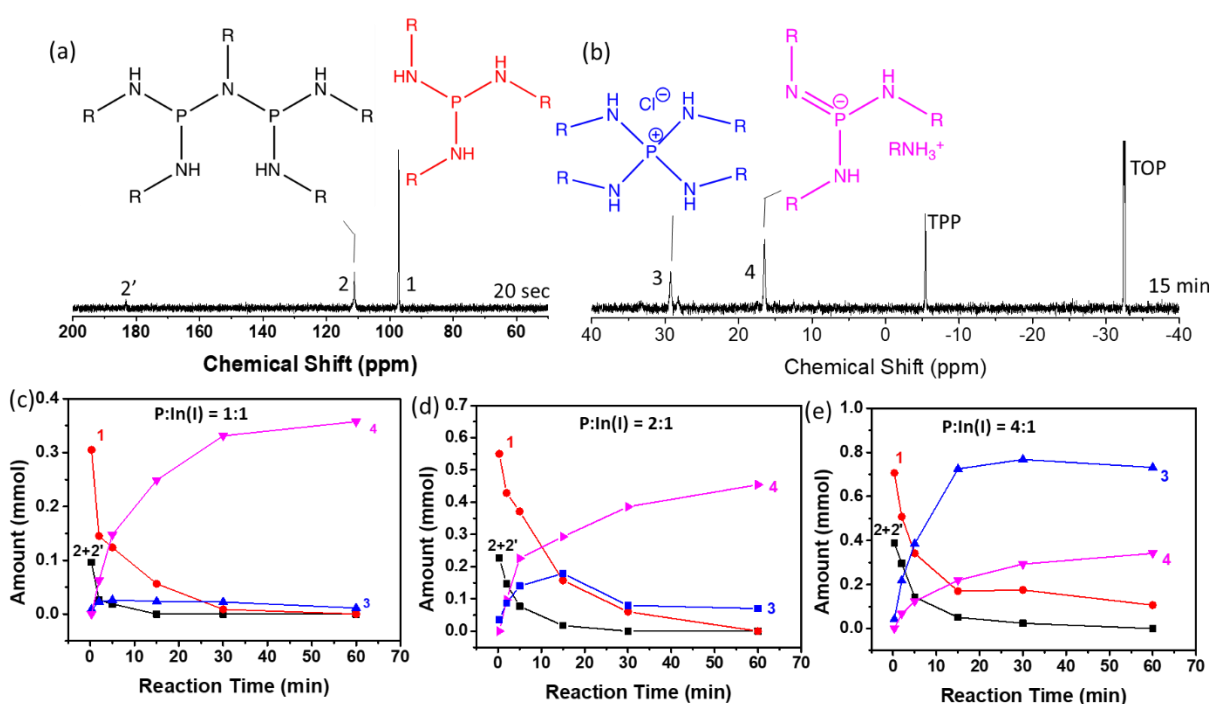 (a)
R
H
N
N
H
N
R
P
P
R
NH
HN
R
R
R
HN
H
N
P
R
NH
R
2'
2
1
20 sec
200 180 160 140 120 100 80 60
Chemical Shift (ppm)
(b)
H
N
Cl⊖
H
N
R
⊕
P
R
R
N
H
N
H
R
R
N
⊖
P
H
N
R
NH
R
RNH3+
3
4
TPP
TOP
15 min
40 30 20 10 0 -10 -20 -30 -40
Chemical Shift (ppm)
(c)
P:In(I) = 1:1
1
2+2'
4
3
0.4
0.3
0.2
0.1
0.0
0 10 20 30 40 50 60 70
Reaction Time (min)
Amount (mmol)
(d)
P:In(I) = 2:1
1
2+2'
4
3
0.7
0.6
0.5
0.4
0.3
0.2
0.1
0.0
0 10 20 30 40 50 60 70
Reaction Time (min)
Amount (mmol)
(e)
P:In(I) = 4:1
1
2+2'
3
4
1.0
0.8
0.6
0.4
0.2
0.0
0 10 20 30 40 50 60 70
Reaction Time (min)
Amount (mmol)